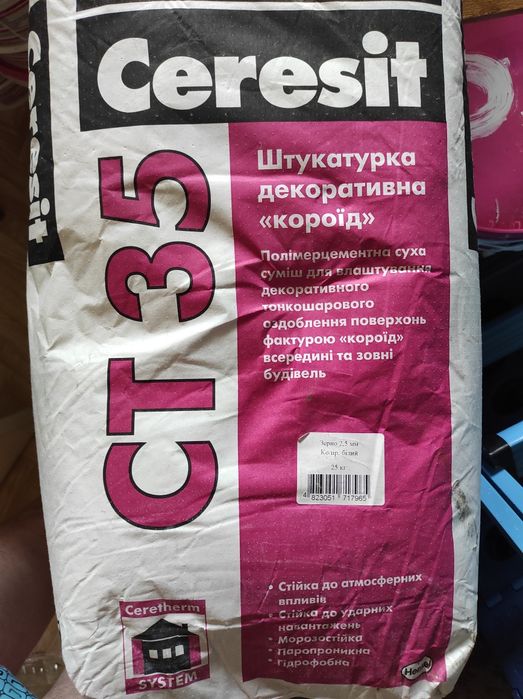 Ceresit
Ceresit
CT 35
Штукатурка
декоративна
«короїд»
Полімерцементна суха
суміш для влаштування
декоративного
тонкошарового
оздоблення поверхонь
фактурою «короїд»
всередині та зовні
будівель
Зерно 2,5 мм
Колір. білий
25 кг
4 823051 717965
• Стійка до атмосферних
впливів
• Стійка до ударних
навантажень
• Морозостійка
• Паропроникна
• Гідрофобна
Ceretherm
SYSTEM
Henkel